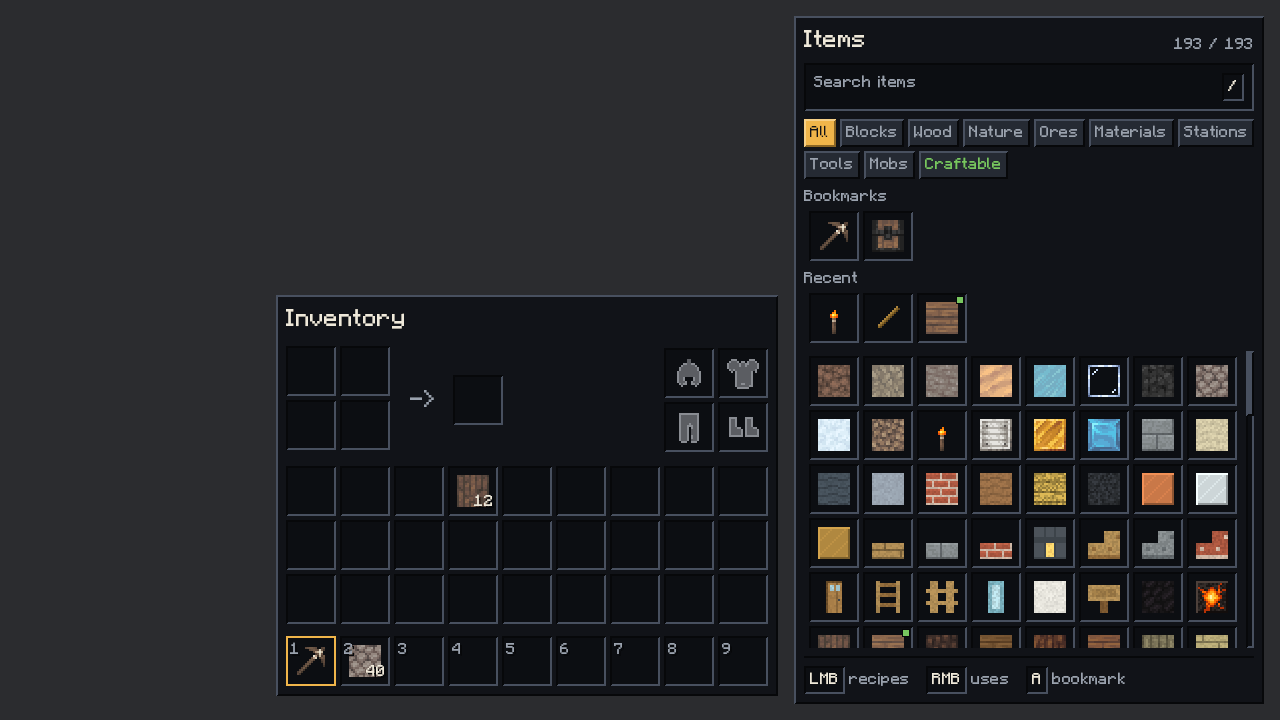 Items
193 / 193
Search items
/
All Blocks Wood Nature Ores Materials Stations
Tools Mobs Craftable
Bookmarks
Recent
Inventory
->
12
1 2 3 4 5 6 7 8 9
40
LMB recipes RMB uses A bookmark